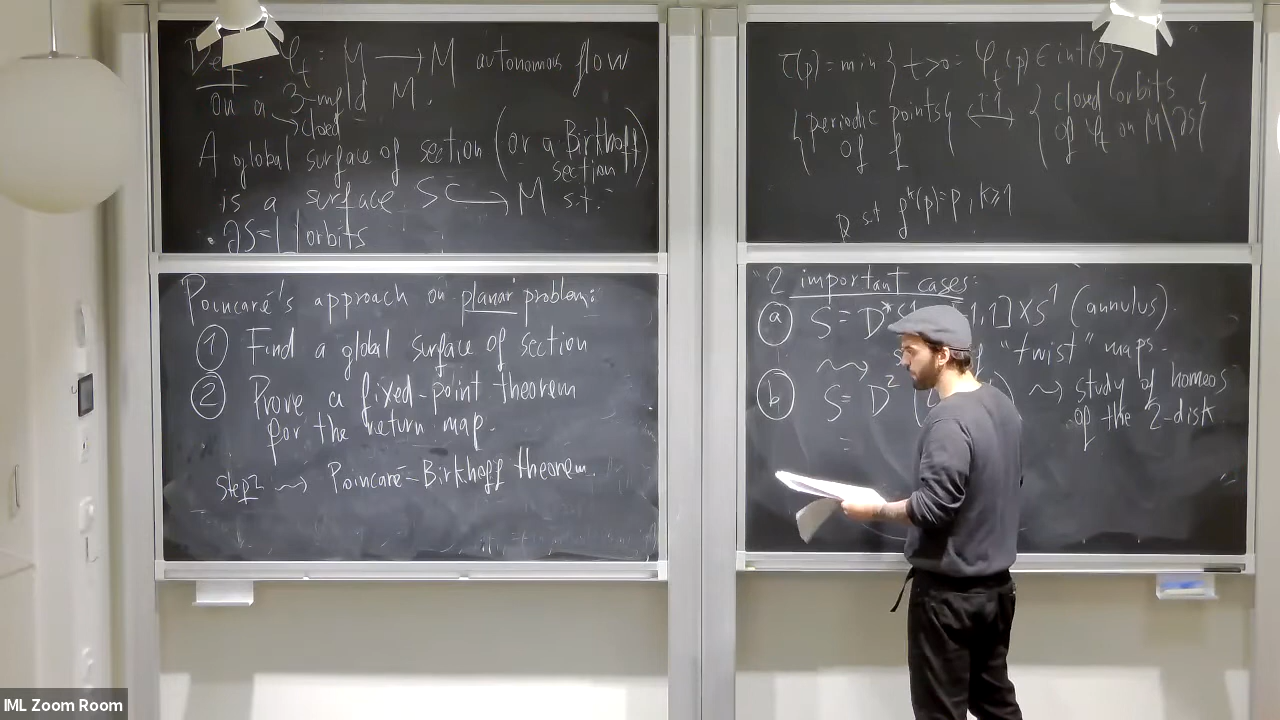 Def. φ_t : M → M autonomous flow
on a 3-mfld M.
closed
A global surface of section (or a Birkhoff
section)
is a surface S ↪ M s.t.
• ∂S = ⊔ orbits
Poincaré's approach on planar problem:
① Find a global surface of section
② Prove a fixed-point theorem
for the return map.
Step 2 ⇝ Poincaré-Birkhoff theorem.
τ(p) = min { t>0 : φ_t(p) ∈ int(S) }
{ periodic points } ⟷ 1:1 { closed orbits
of f of φ_t on M\∂S }
p s.t f^k(p)=p, k≥1
2 important cases:
ⓐ S = D* 1,1] × S¹ (annulus).
⇝ "twist" maps.
ⓑ S = D² ⇝ study of homeos
of the 2-disk.
IML Zoom Room